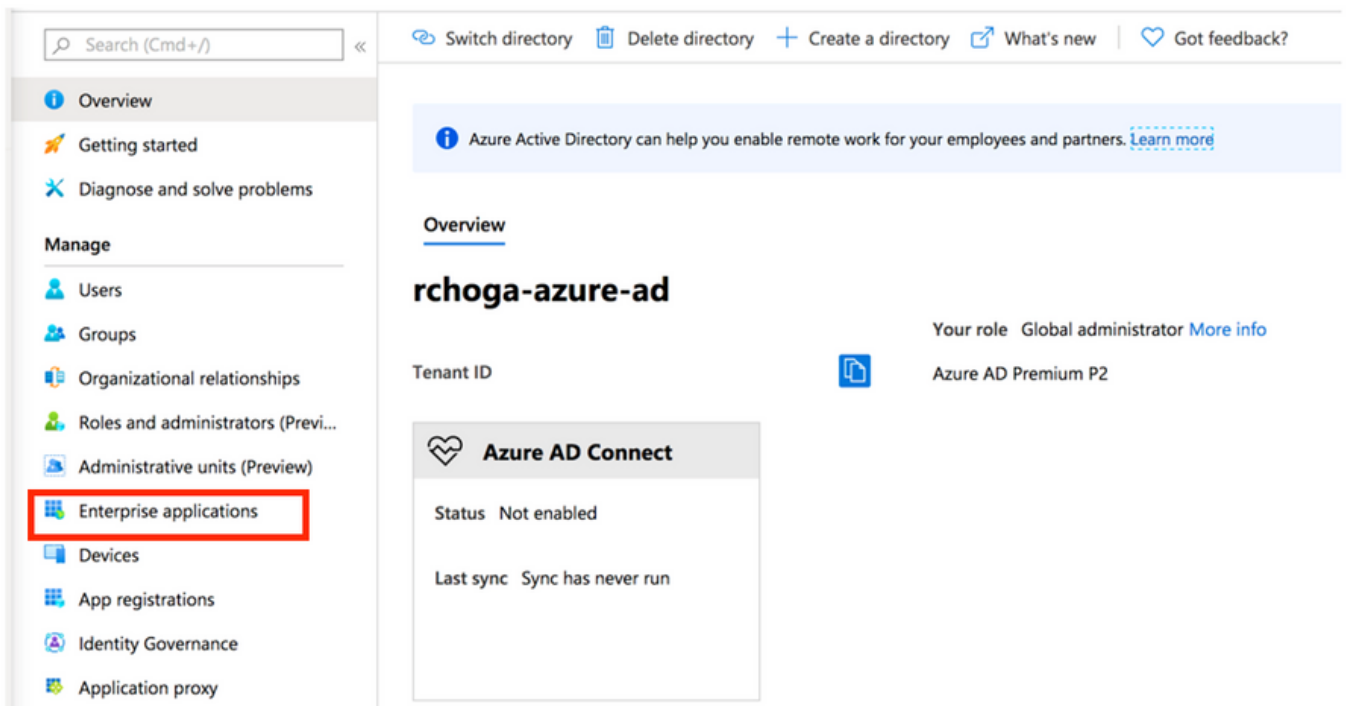 Search (Cmd+/)
«
Switch directory
Delete directory
Create a directory
What's new
Got feedback?
Overview
Getting started
Diagnose and solve problems
Manage
Users
Groups
Organizational relationships
Roles and administrators (Previ...
Administrative units (Preview)
Enterprise applications
Devices
App registrations
Identity Governance
Application proxy
Azure Active Directory can help you enable remote work for your employees and partners. Learn more
Overview
rchoga-azure-ad
Your role Global administrator More info
Tenant ID
Azure AD Premium P2
Azure AD Connect
Status Not enabled
Last sync Sync has never run